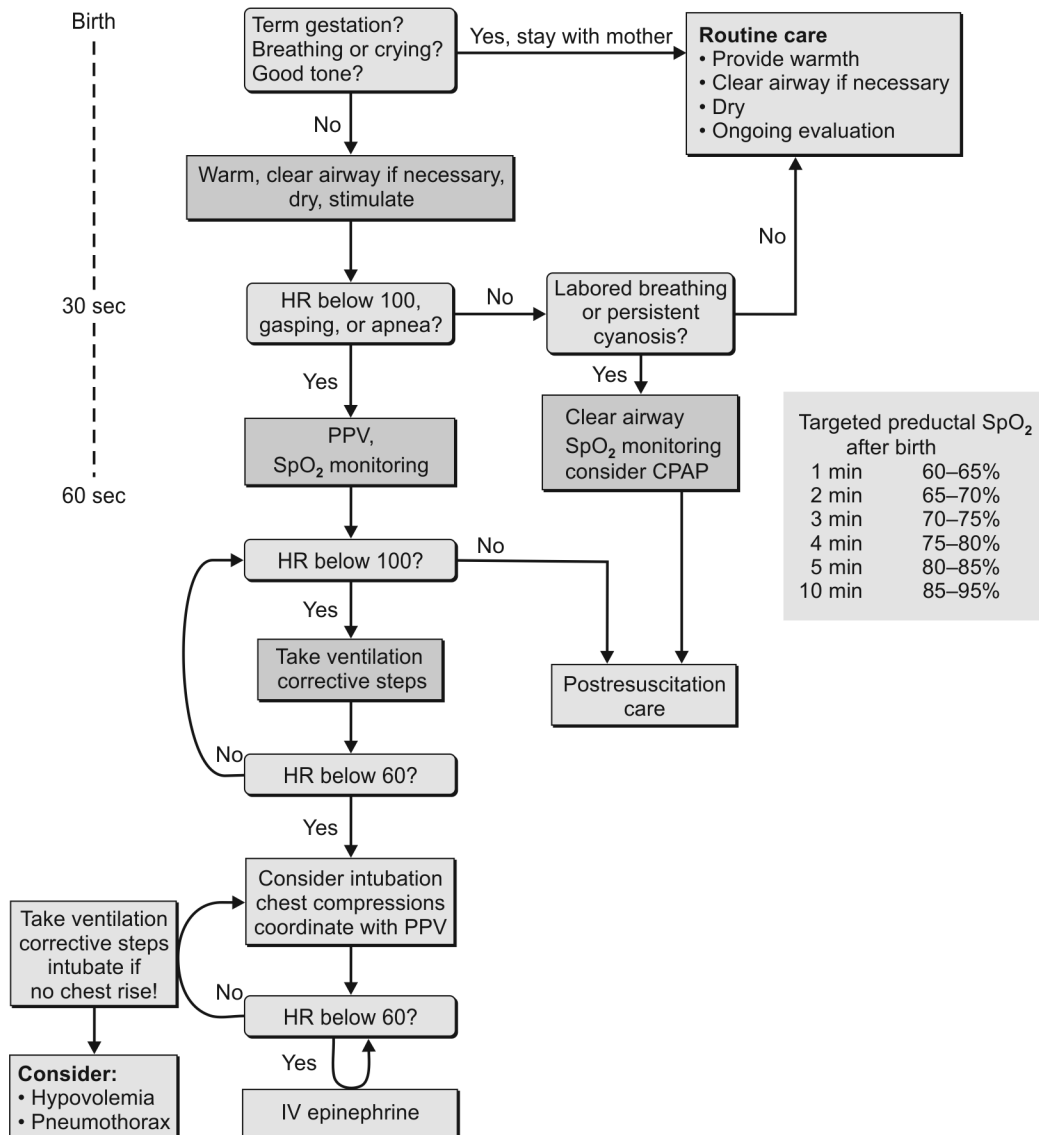 Birth
Term gestation?
Breathing or crying?
Good tone?
Yes, stay with mother
Routine care
• Provide warmth
• Clear airway if necessary
• Dry
• Ongoing evaluation
No
Warm, clear airway if necessary,
dry, stimulate
No
30 sec
HR below 100,
gasping, or apnea?
No
Labored breathing
or persistent
cyanosis?
Yes
Yes
PPV,
SpO₂ monitoring
Clear airway
SpO₂ monitoring
consider CPAP
Targeted preductal SpO₂
after birth
1 min 60–65%
2 min 65–70%
3 min 70–75%
4 min 75–80%
5 min 80–85%
10 min 85–95%
60 sec
HR below 100?
No
Yes
Take ventilation
corrective steps
Postresuscitation
care
No
HR below 60?
Yes
Consider intubation
chest compressions
coordinate with PPV
Take ventilation
corrective steps
intubate if
no chest rise!
No
HR below 60?
Yes
Consider:
• Hypovolemia
• Pneumothorax
IV epinephrine